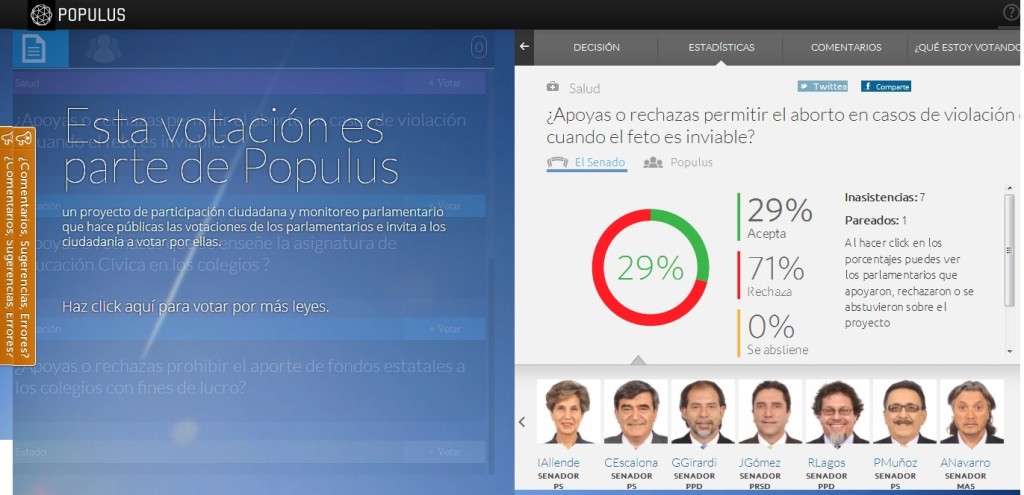 POPULUS
?
0
Salud
+ Votar
¿Apoyas o rechazas permitir el aborto en casos de violación
cuando el feto es inviable?
Esta votación es
parte de Populus
un proyecto de participación ciudadana y monitoreo parlamentario
que hace públicas las votaciones de los parlamentarios e invita a los
ciudadanía a votar por ellas.
+ Votar
enseñe la asignatura de
Educación Cívica en los colegios ?
Haz click aquí para votar por más leyes.
+ Votar
¿Apoyas o rechazas prohibir el aporte de fondos estatales a
los colegios con fines de lucro?
Estado
+ Votar
¿Comentarios, Sugerencias, Errores?
¿Comentarios, Sugerencias, Errores?
DECISIÓN
ESTADÍSTICAS
COMENTARIOS
¿QUÉ ESTOY VOTANDO
Salud
Twittea
Comparte
¿Apoyas o rechazas permitir el aborto en casos de violación
cuando el feto es inviable?
El Senado
Populus
29%
29%
Acepta
71%
Rechaza
0%
Se abstiene
Inasistencias: 7
Pareados: 1
Al hacer click en los
porcentajes puedes ver
los parlamentarios que
apoyaron, rechazaron o se
abstuvieron sobre el
proyecto
IAllende
SENADOR
PS
CEscalona
SENADOR
PS
GGirardi
SENADOR
PPD
JGómez
SENADOR
PRSD
RLagos
SENADOR
PPD
PMuñoz
SENADOR
PS
ANavarro
SENADOR
MAS